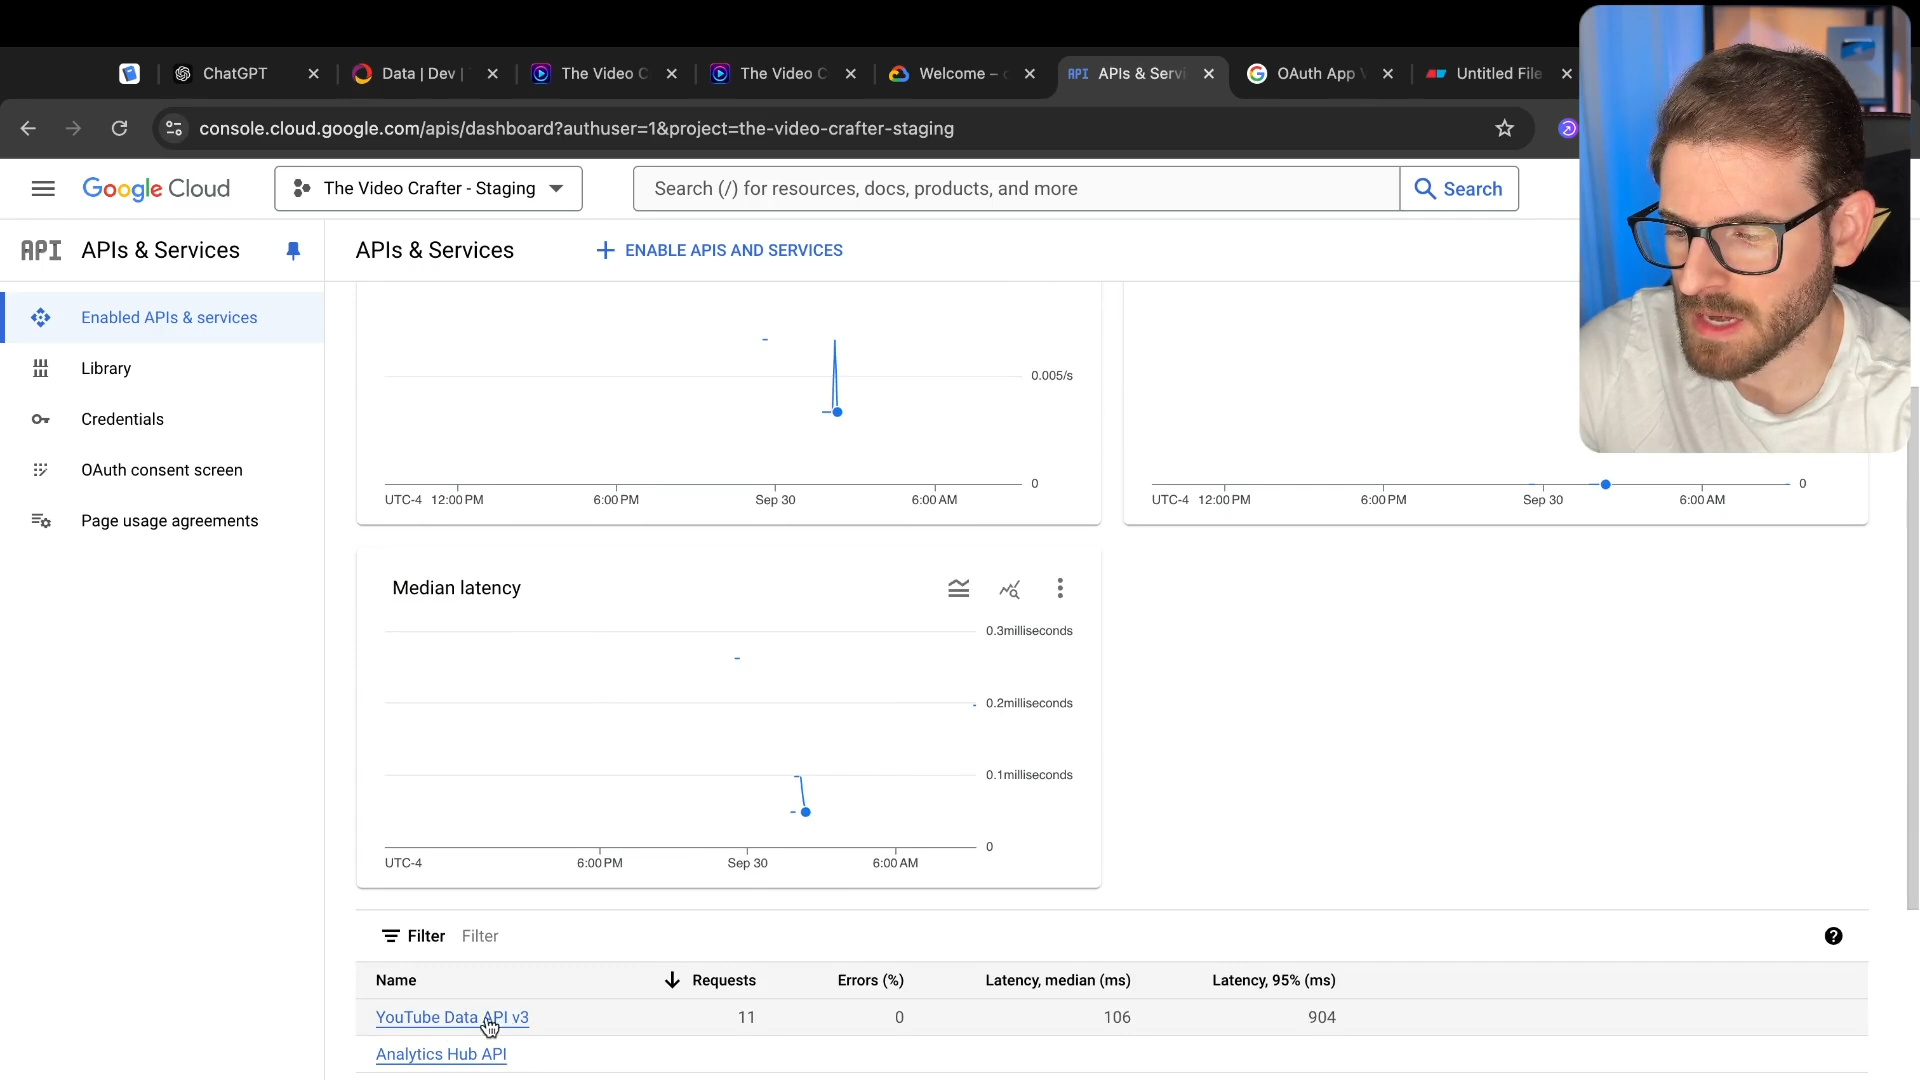 ChatGPT
Data | Dev |
The Video C
The Video C
Welcome –
API APIs & Servi
OAuth App
Untitled File
console.cloud.google.com/apis/dashboard?authuser=1&project=the-video-crafter-staging
Google Cloud
The Video Crafter - Staging
Search (/) for resources, docs, products, and more
Search
API APIs & Services
APIs & Services
ENABLE APIS AND SERVICES
Enabled APIs & services
Library
Credentials
OAuth consent screen
Page usage agreements
0.005/s
0
UTC-4 12:00 PM 6:00 PM Sep 30 6:00 AM
0
UTC-4 12:00 PM 6:00 PM Sep 30 6:00 AM
Median latency
0.3milliseconds
0.2milliseconds
0.1milliseconds
0
UTC-4 6:00 PM Sep 30 6:00 AM
Filter Filter
Name Requests Errors (%) Latency, median (ms) Latency, 95% (ms)
YouTube Data API v3 11 0 106 904
Analytics Hub API